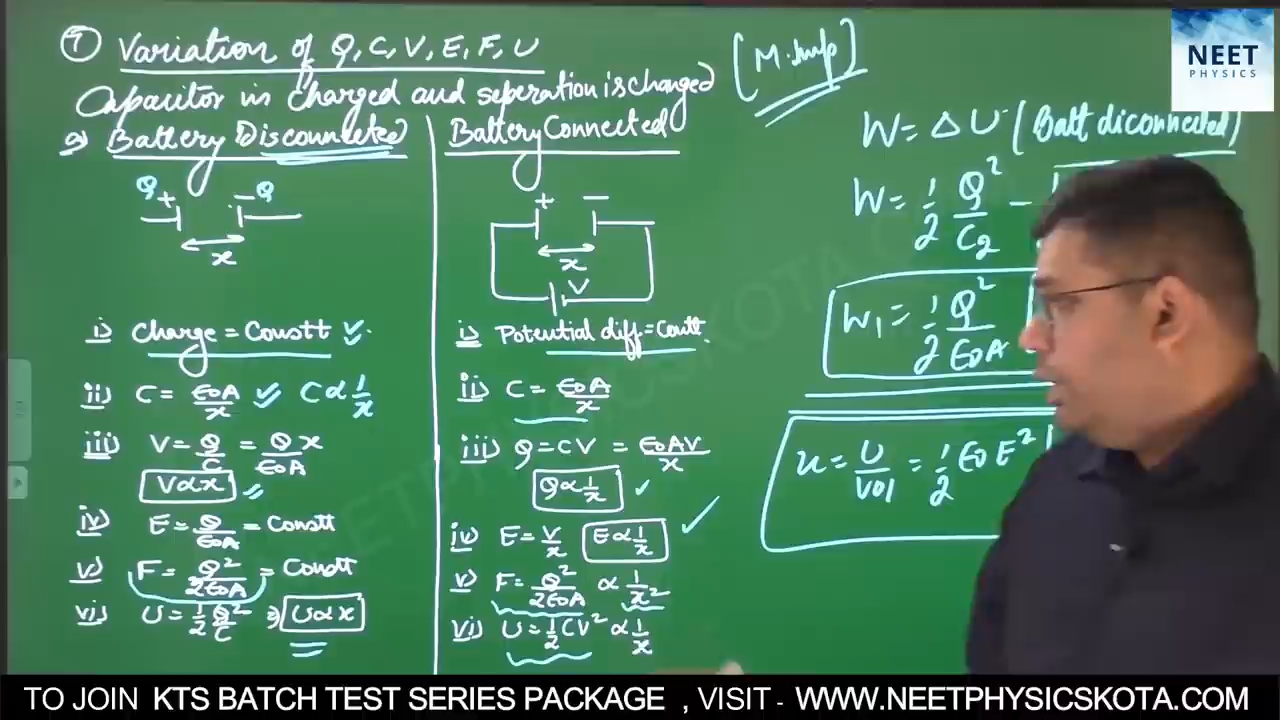 ⑨ Variation of Q, C, V, E, F, U
[M.Imp]
Capacitor is charged and seperation is changed
a) Battery Disconnected
Q + - -Q
x
i) Charge = Constt ✓
ii) C = ε0A/x ✓ C ∝ 1/x
iii) V = Q/C = Qx/ε0A
V∝x
iv) E = Q/ε0A = Constt
v) F = Q²/2ε0A = Constt
vi) U = 1/2 Q²/C ⇒ U∝x
Battery Connected
+ -
x
V
i) Potential diff = Contt.
ii) C = ε0A/x
iii) Q = CV = ε0AV/x
Q∝1/x ✓
iv) E = V/x E∝1/x ✓
v) F = Q²/2ε0A ∝ 1/x²
vi) U = 1/2 CV² ∝ 1/x
W = ΔU (Batt diconnected)
W = 1/2 Q²/C2 -
W1 = 1/2 Q²/ε0A
u = U/Vol = 1/2 ε0E²
NEET
PHYSICS
TO JOIN KTS BATCH TEST SERIES PACKAGE , VISIT - WWW.NEETPHYSICSKOTA.COM